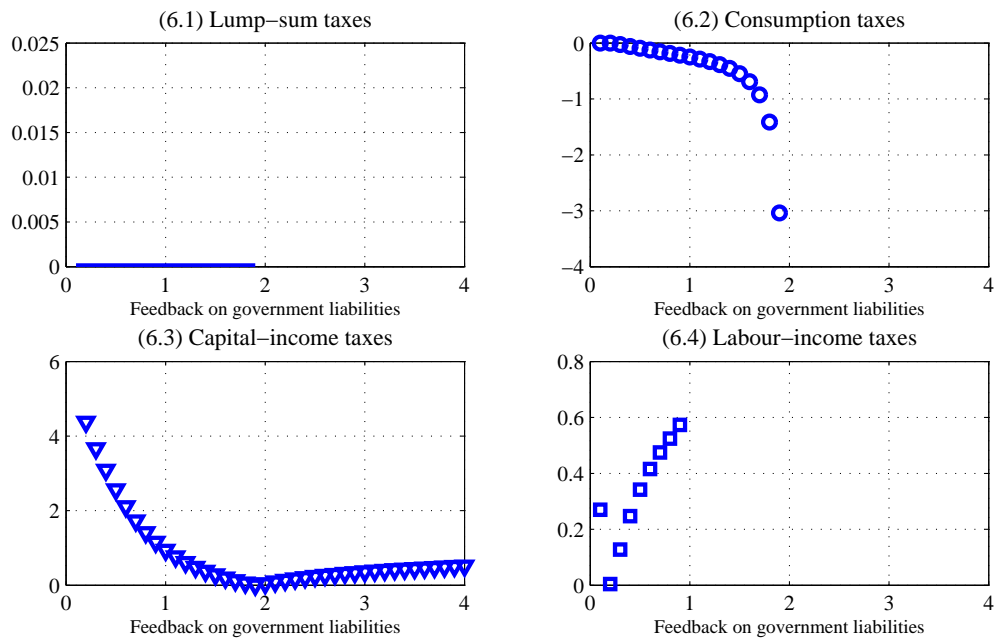 (6.1) Lump−sum taxes
0.025
0.02
0.015
0.01
0.005
0
0 1 2 3 4
Feedback on government liabilities
(6.2) Consumption taxes
0
−1
−2
−3
−4
0 1 2 3 4
Feedback on government liabilities
(6.3) Capital−income taxes
6
4
2
0
0 1 2 3 4
Feedback on government liabilities
(6.4) Labour−income taxes
0.8
0.6
0.4
0.2
0
0 1 2 3 4
Feedback on government liabilities